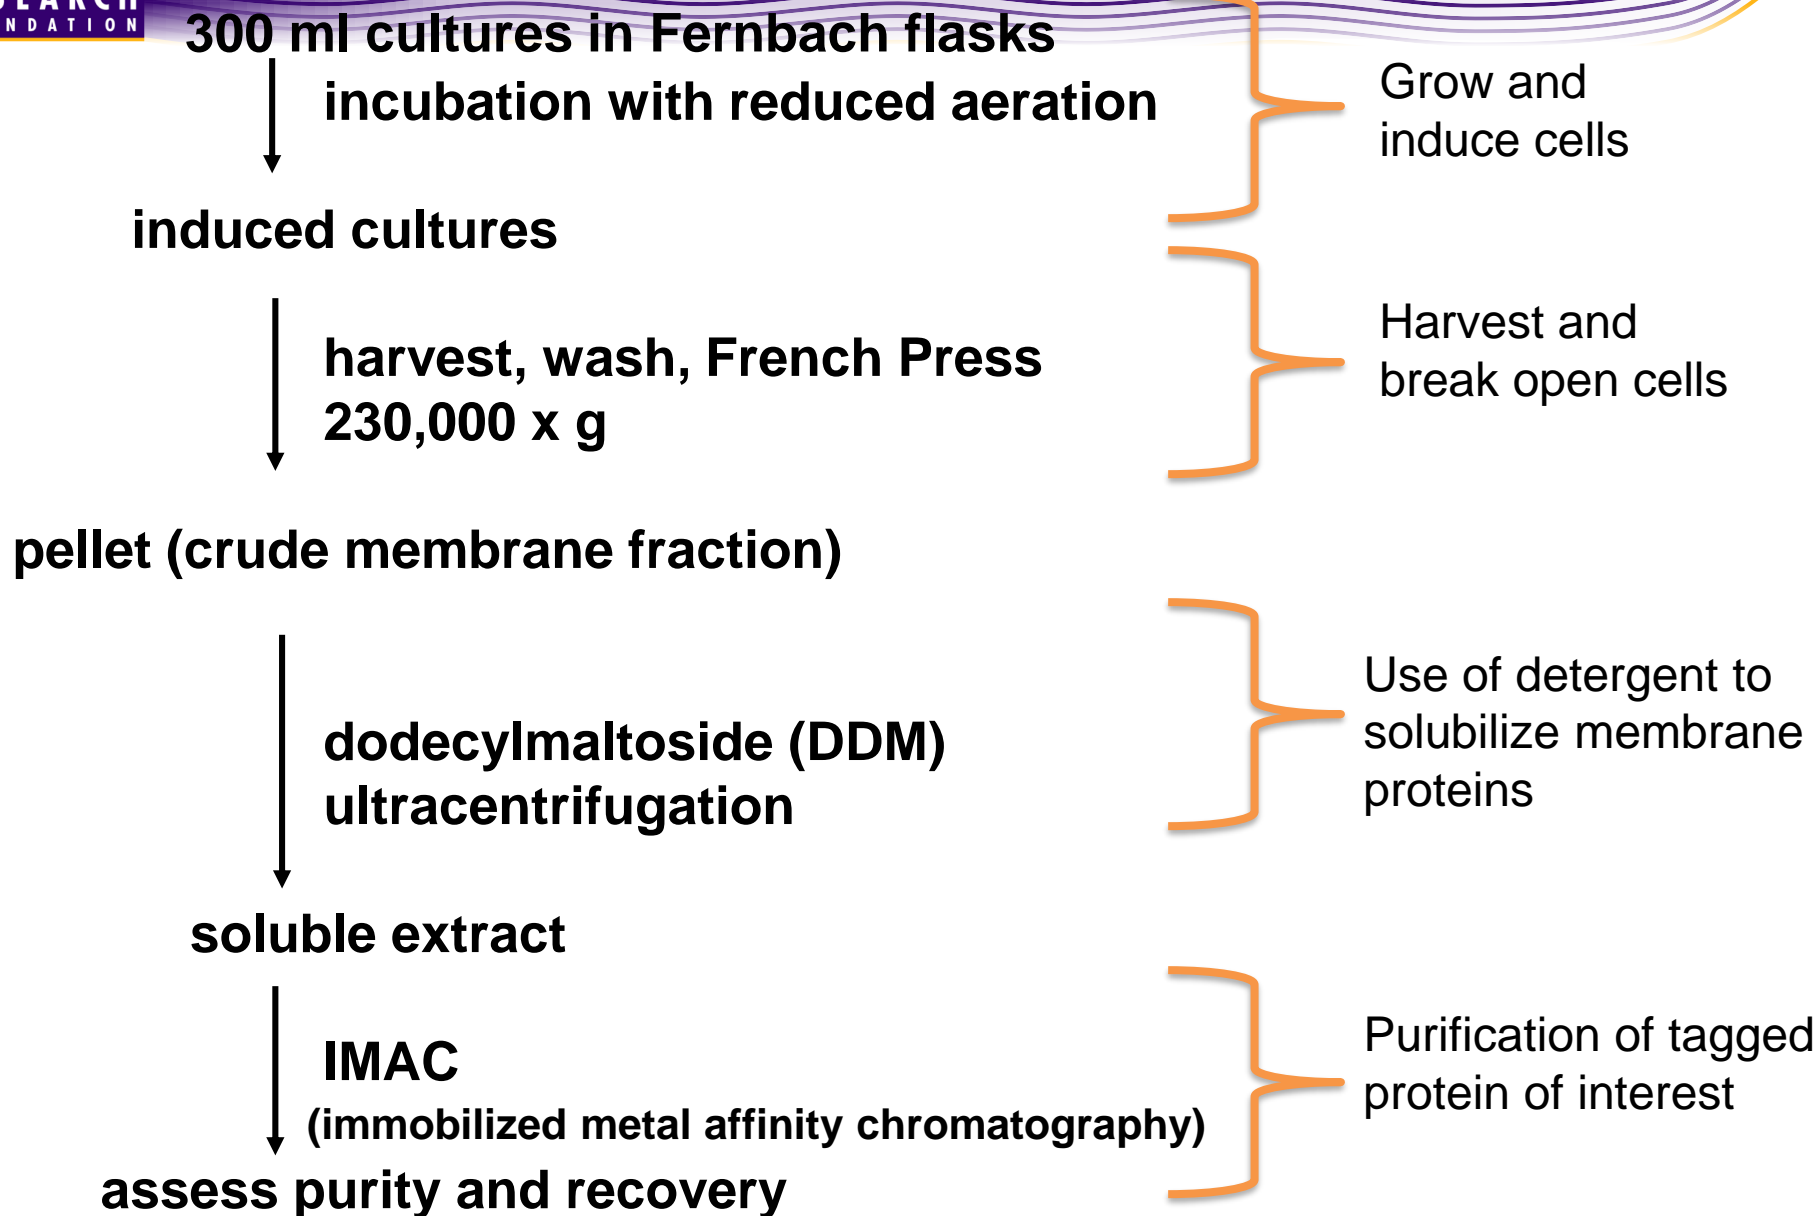 NDATION
300 ml cultures in Fernbach flasks
incubation with reduced aeration
Grow and
induce cells
induced cultures
harvest, wash, French Press
230,000 x g
Harvest and
break open cells
pellet (crude membrane fraction)
dodecylmaltoside (DDM)
ultracentrifugation
Use of detergent to
solubilize membrane
proteins
soluble extract
IMAC
(immobilized metal affinity chromatography)
Purification of tagged
protein of interest
assess purity and recovery